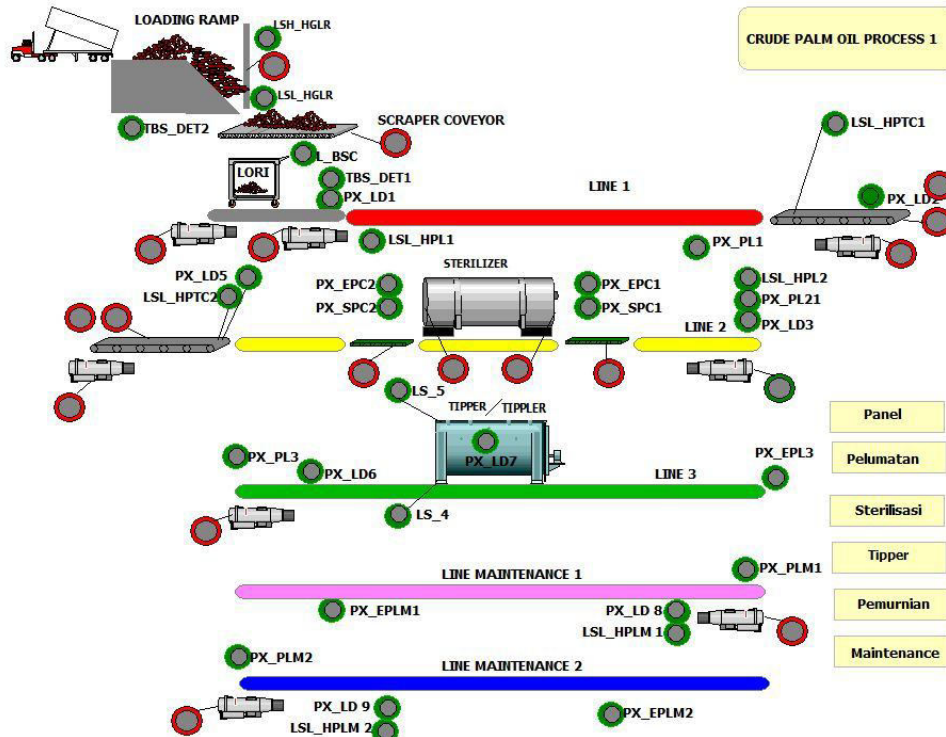 LOADING RAMP
LSH_HGLR
CRUDE PALM OIL PROCESS 1
LSL_HGLR
TBS_DET2
SCRAPER COVEYOR
LSL_HPTC1
L_BSC
LORI
TBS_DET1
PX_LD1
LINE 1
PX_LD2
LSL_HPL1
PX_PL1
STERILIZER
PX_LD5
LSL_HPTC2
PX_EPC2
PX_SPC2
PX_EPC1
PX_SPC1
LSL_HPL2
PX_PL21
PX_LD3
LINE 2
LS_5
TIPPER / TIPPLER
Panel
PX_PL3
PX_LD6
PX_LD7
LINE 3
PX_EPL3
Pelumatan
LS_4
Sterilisasi
LINE MAINTENANCE 1
PX_PLM1
Tipper
PX_EPLM1
PX_LD 8
LSL_HPLM 1
Pemurnian
PX_PLM2
LINE MAINTENANCE 2
Maintenance
PX_LD 9
LSL_HPLM 2
PX_EPLM2